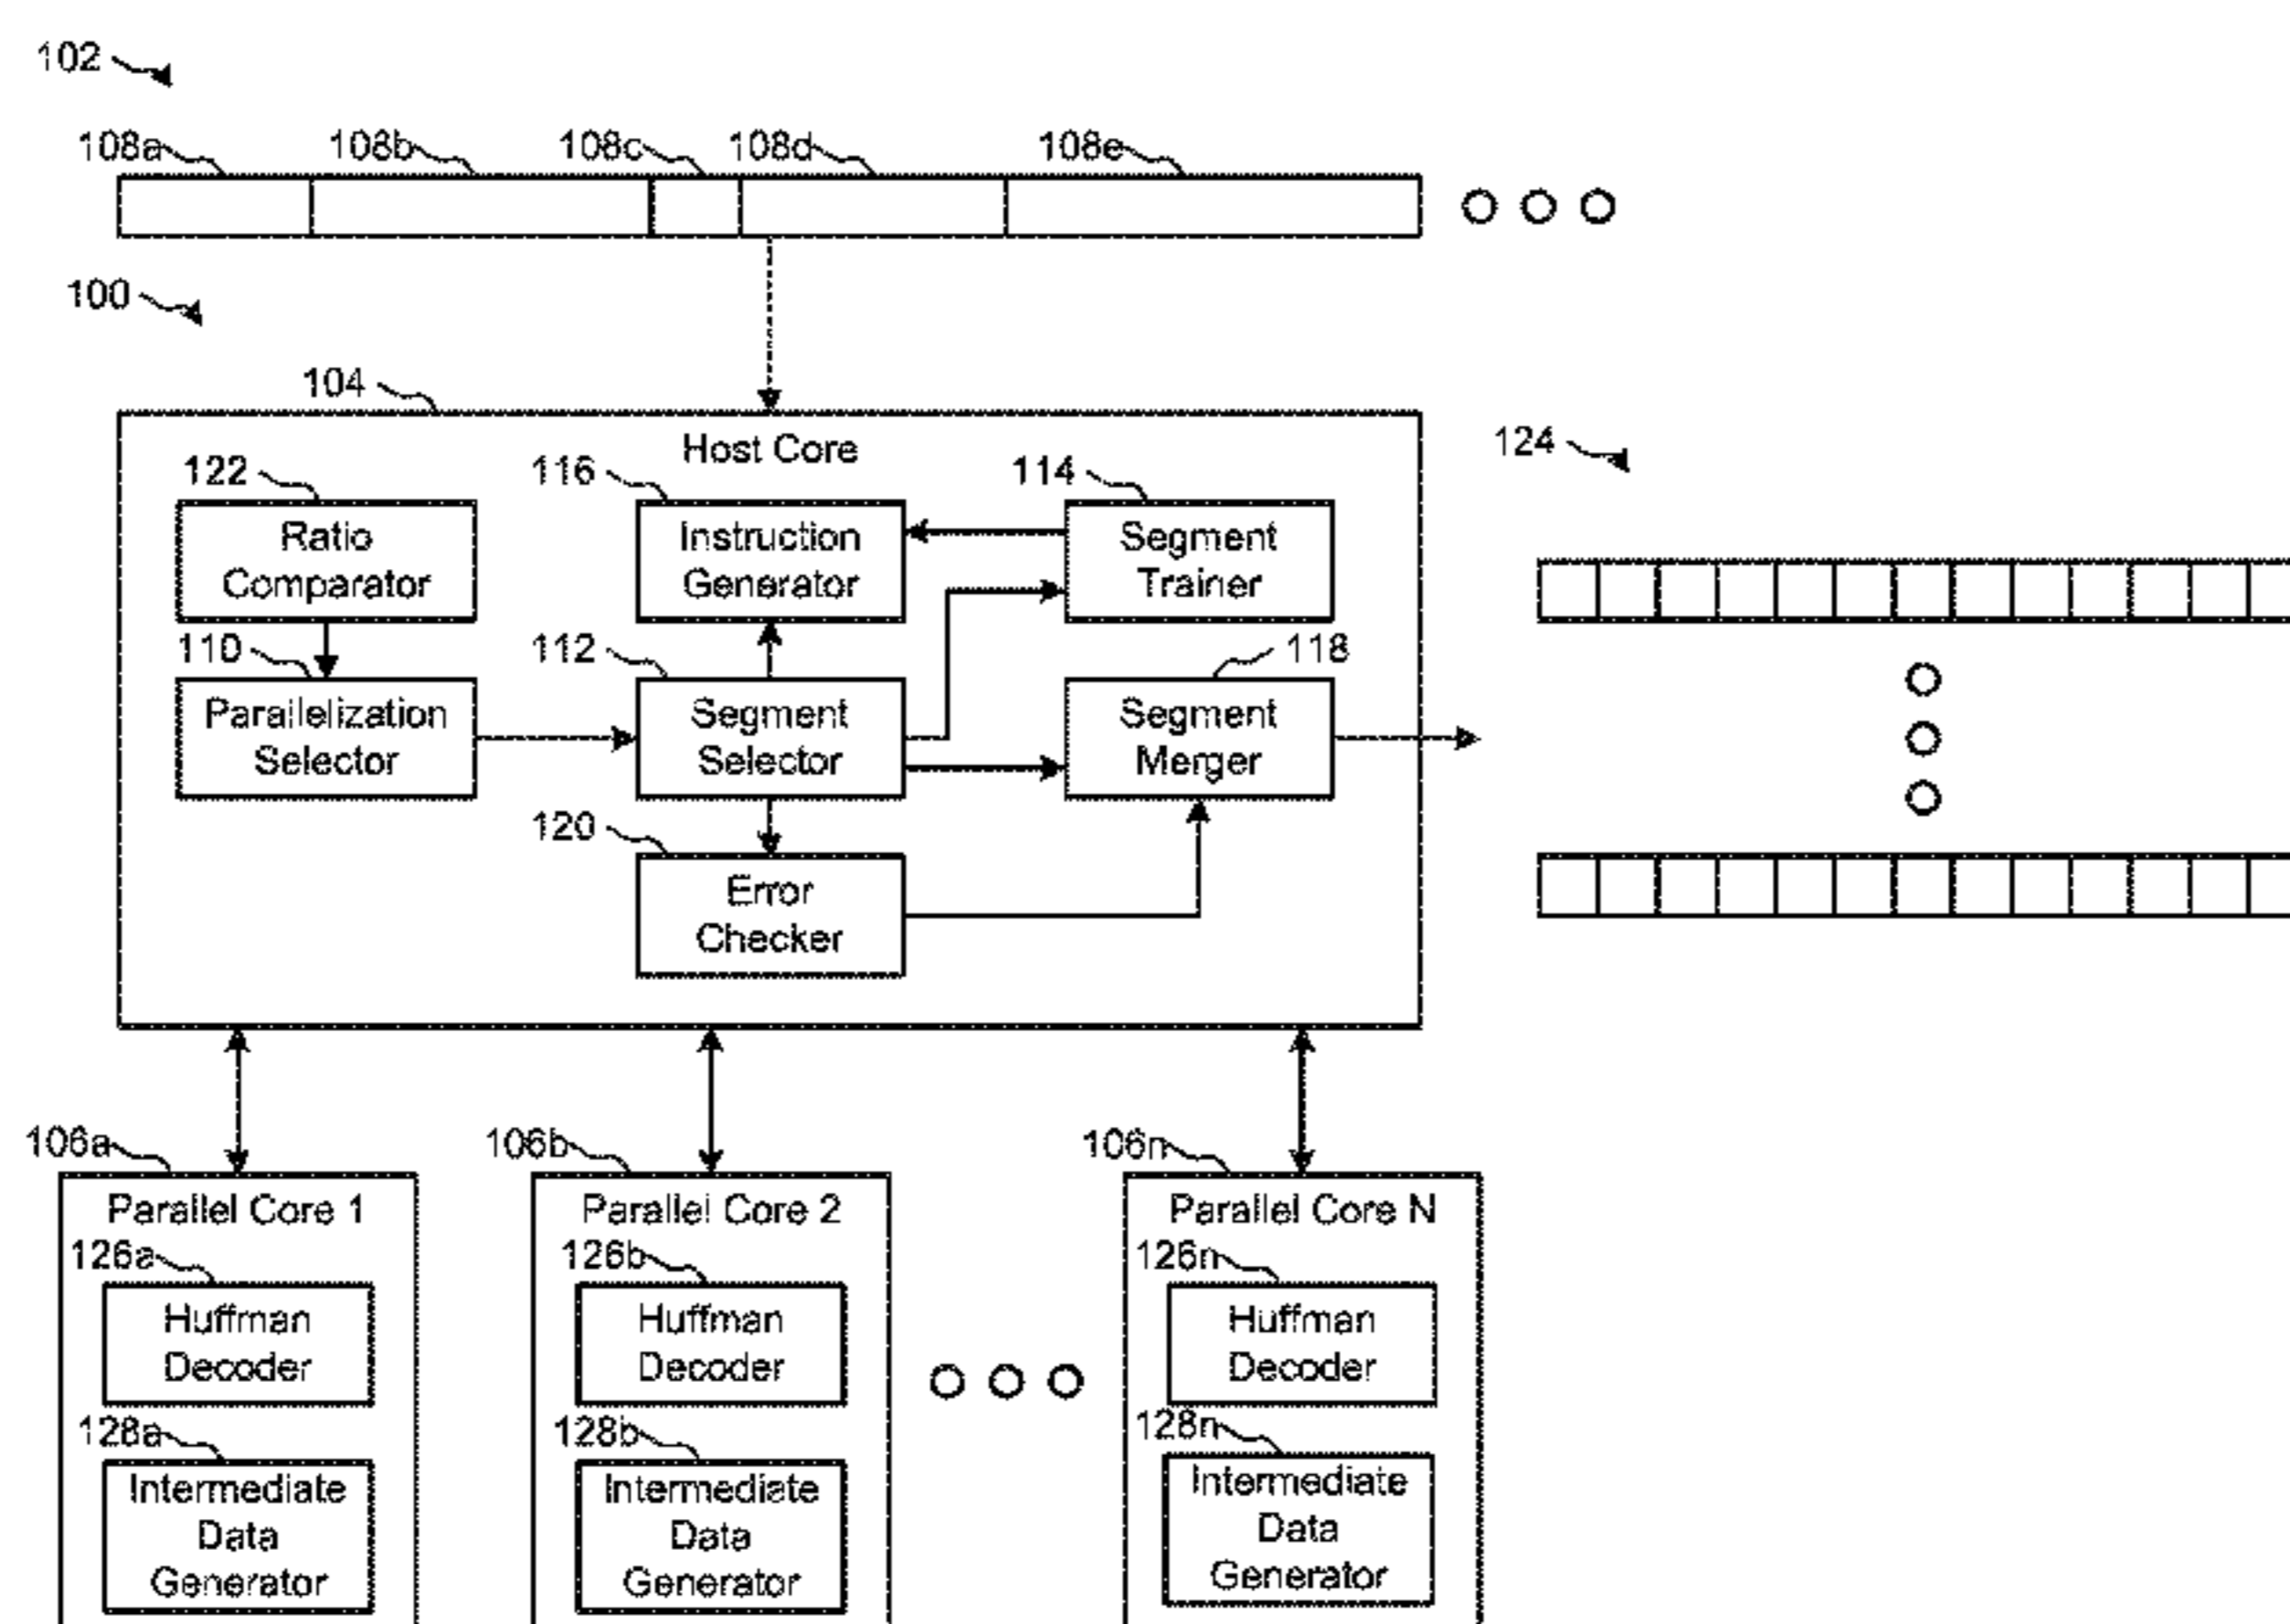 102
108a 108b 108c 108d 108e
100
104
Host Core
124
122 116 114
Ratio
Comparator
Instruction
Generator
Segment
Trainer
110 112 118
Parallelization
Selector
Segment
Selector
Segment
Merger
120
Error
Checker
106a 106b 106n
Parallel Core 1
Parallel Core 2
Parallel Core N
126a 126b 126n
Huffman
Decoder
Huffman
Decoder
Huffman
Decoder
128a 128b 128n
Intermediate
Data
Generator
Intermediate
Data
Generator
Intermediate
Data
Generator